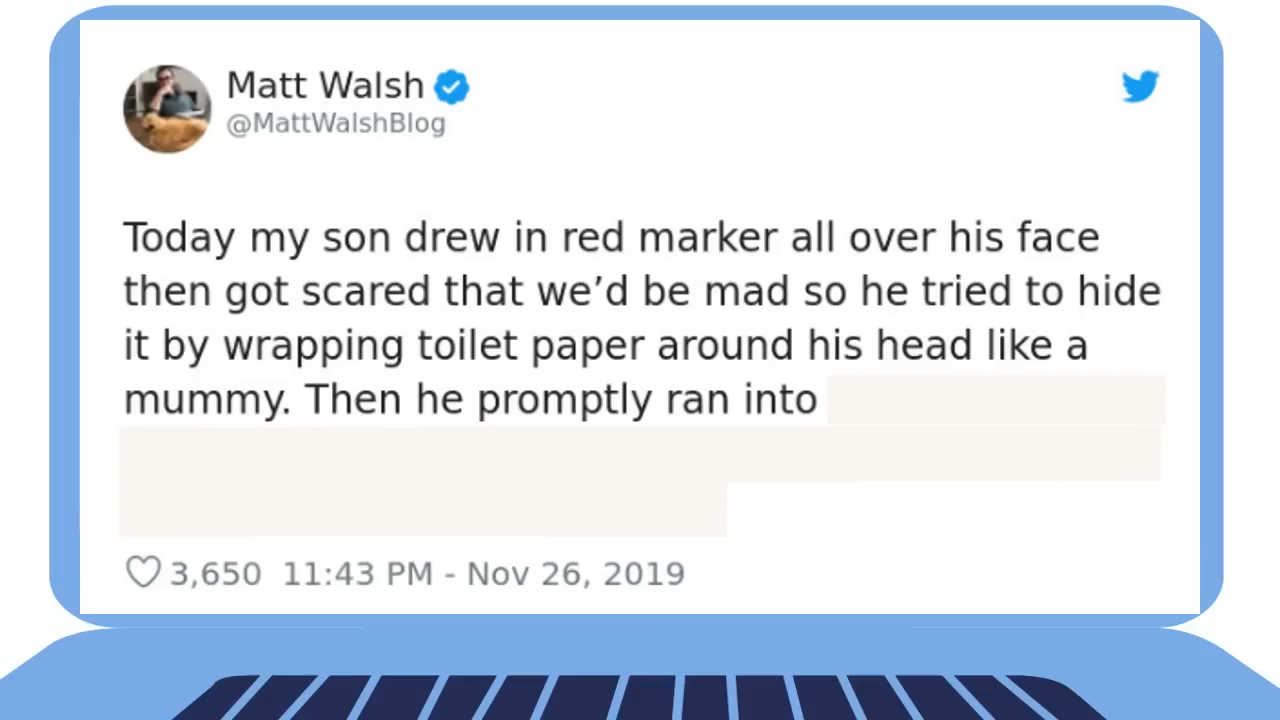 Matt Walsh
@MattWalshBlog
Today my son drew in red marker all over his face
then got scared that we’d be mad so he tried to hide
it by wrapping toilet paper around his head like a
mummy. Then he promptly ran into
3,650 11:43 PM - Nov 26, 2019